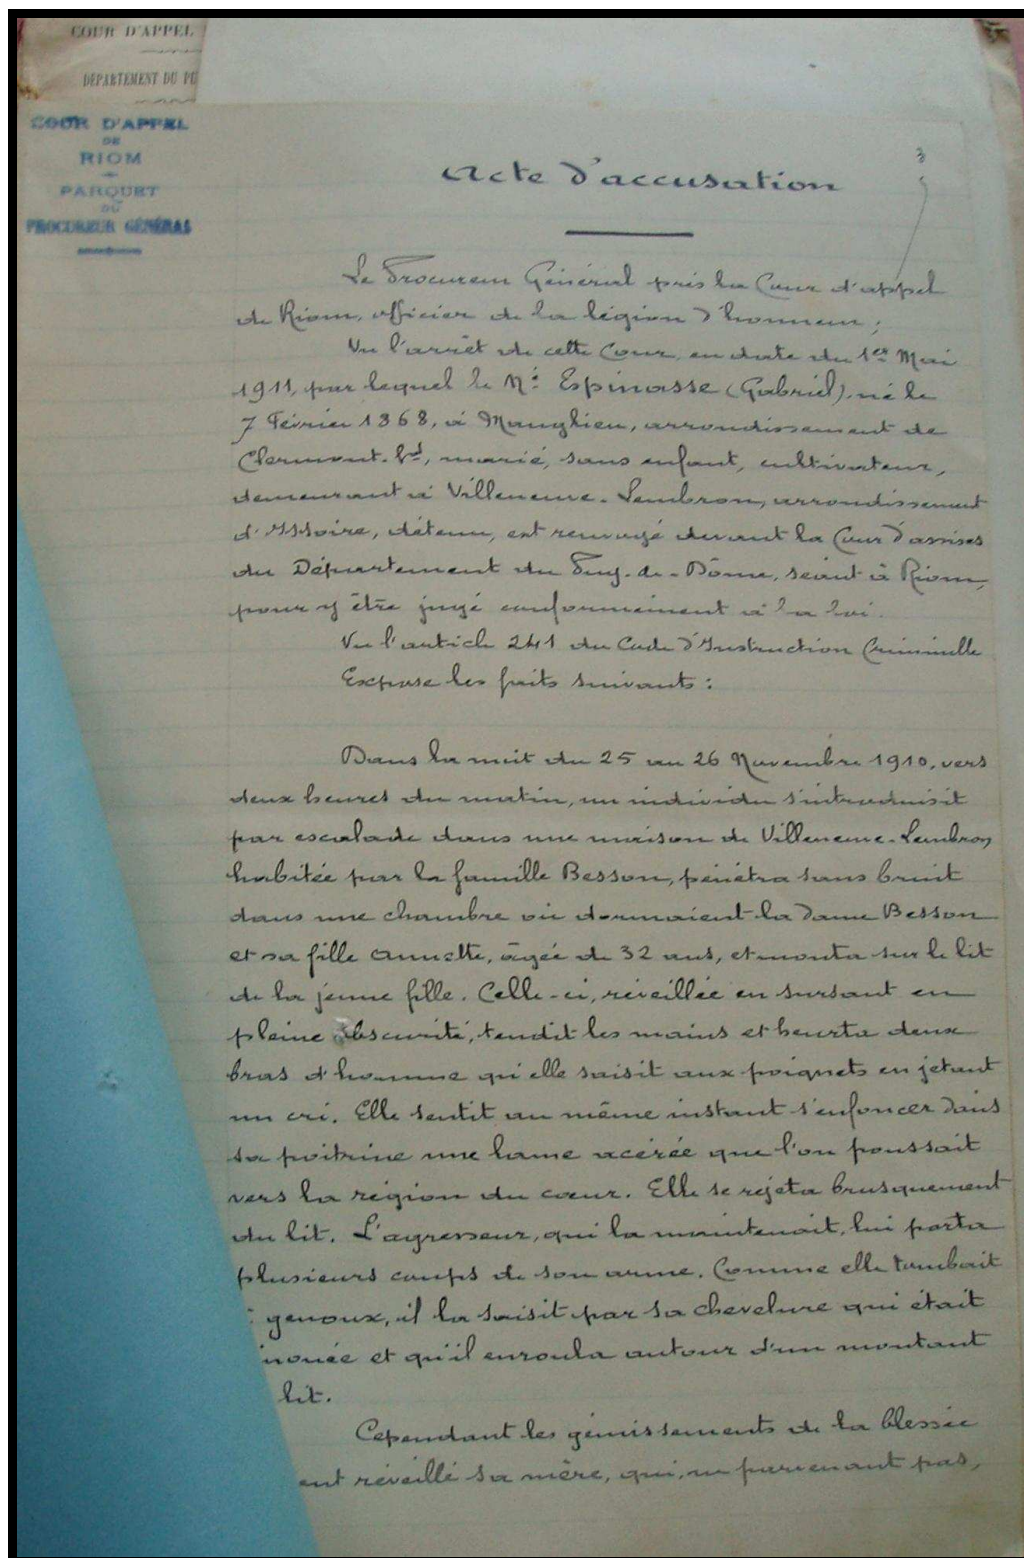 COUR D'APPEL
DÉPARTEMENT DU PU
COUR D'APPEL
DE
RIOM
PARQUET
DU
PROCUREUR GÉNÉRAL
Acte d'accusation
3
Le Procureur Général près la Cour d'appel
de Riom, officier de la légion d'honneur ;
Vu l'arrêt de cette Cour, en date du 1er Mai
1911, par lequel le Né Espinasse (Gabriel), né le
7 Février 1868, à Manglieu, arrondissement de
Clermont-Fd, marié, sans enfant, cultivateur,
demeurant à Villeneuve-Lembron, arrondissement
d'Issoire, détenu, est renvoyé devant la Cour d'assises
du Département du Puy-de-Dôme, séant à Riom,
pour y être jugé conformément à la loi.
Vu l'article 241 du Code d'Instruction Criminelle
Expose les faits suivants :
Dans la nuit du 25 au 26 Novembre 1910, vers
deux heures du matin, un individu s'introduisit
par escalade dans une maison de Villeneuve-Lembron
habitée par la famille Besson, pénétra sans bruit
dans une chambre où dormaient la dame Besson
et sa fille Annette, âgée de 32 ans, et monta sur le lit
de la jeune fille. Celle-ci, réveillée en sursaut en
pleine obscurité, tendit les mains et heurta deux
bras d'homme qu'elle saisit aux poignets en jetant
un cri. Elle sentit au même instant s'enfoncer dans
sa poitrine une lame acérée que l'on poussait
vers la région du cœur. Elle se rejeta brusquement
du lit. L'agresseur, qui la maintenait, lui porta
plusieurs coups de son arme. Comme elle tombait
genoux, il la saisit par sa chevelure qui était
nouée et qu'il enroula autour d'un montant
lit.
Cependant les gémissements de la blessée
ent réveillé sa mère, qui, ne parvenant pas,